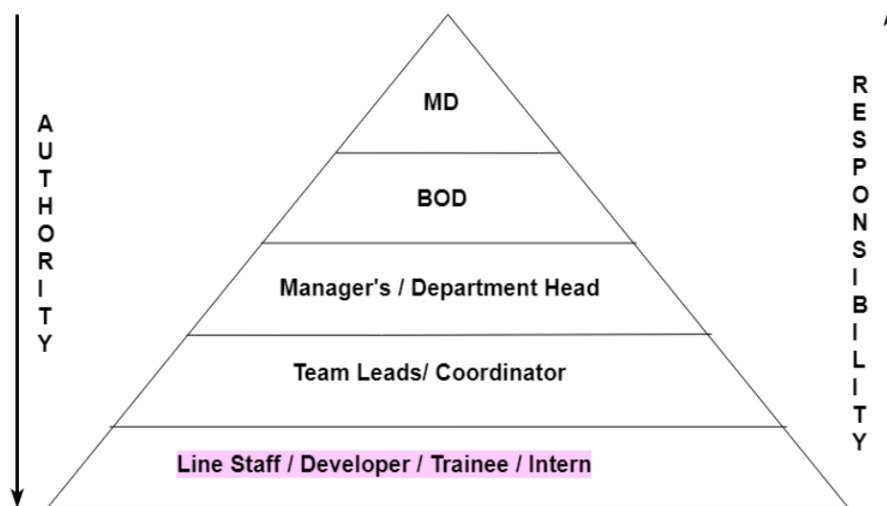 MD
BOD
Manager's / Department Head
Team Leads/ Coordinator
Line Staff / Developer / Trainee / Intern
AUTHORITY
RESPONSIBILITY